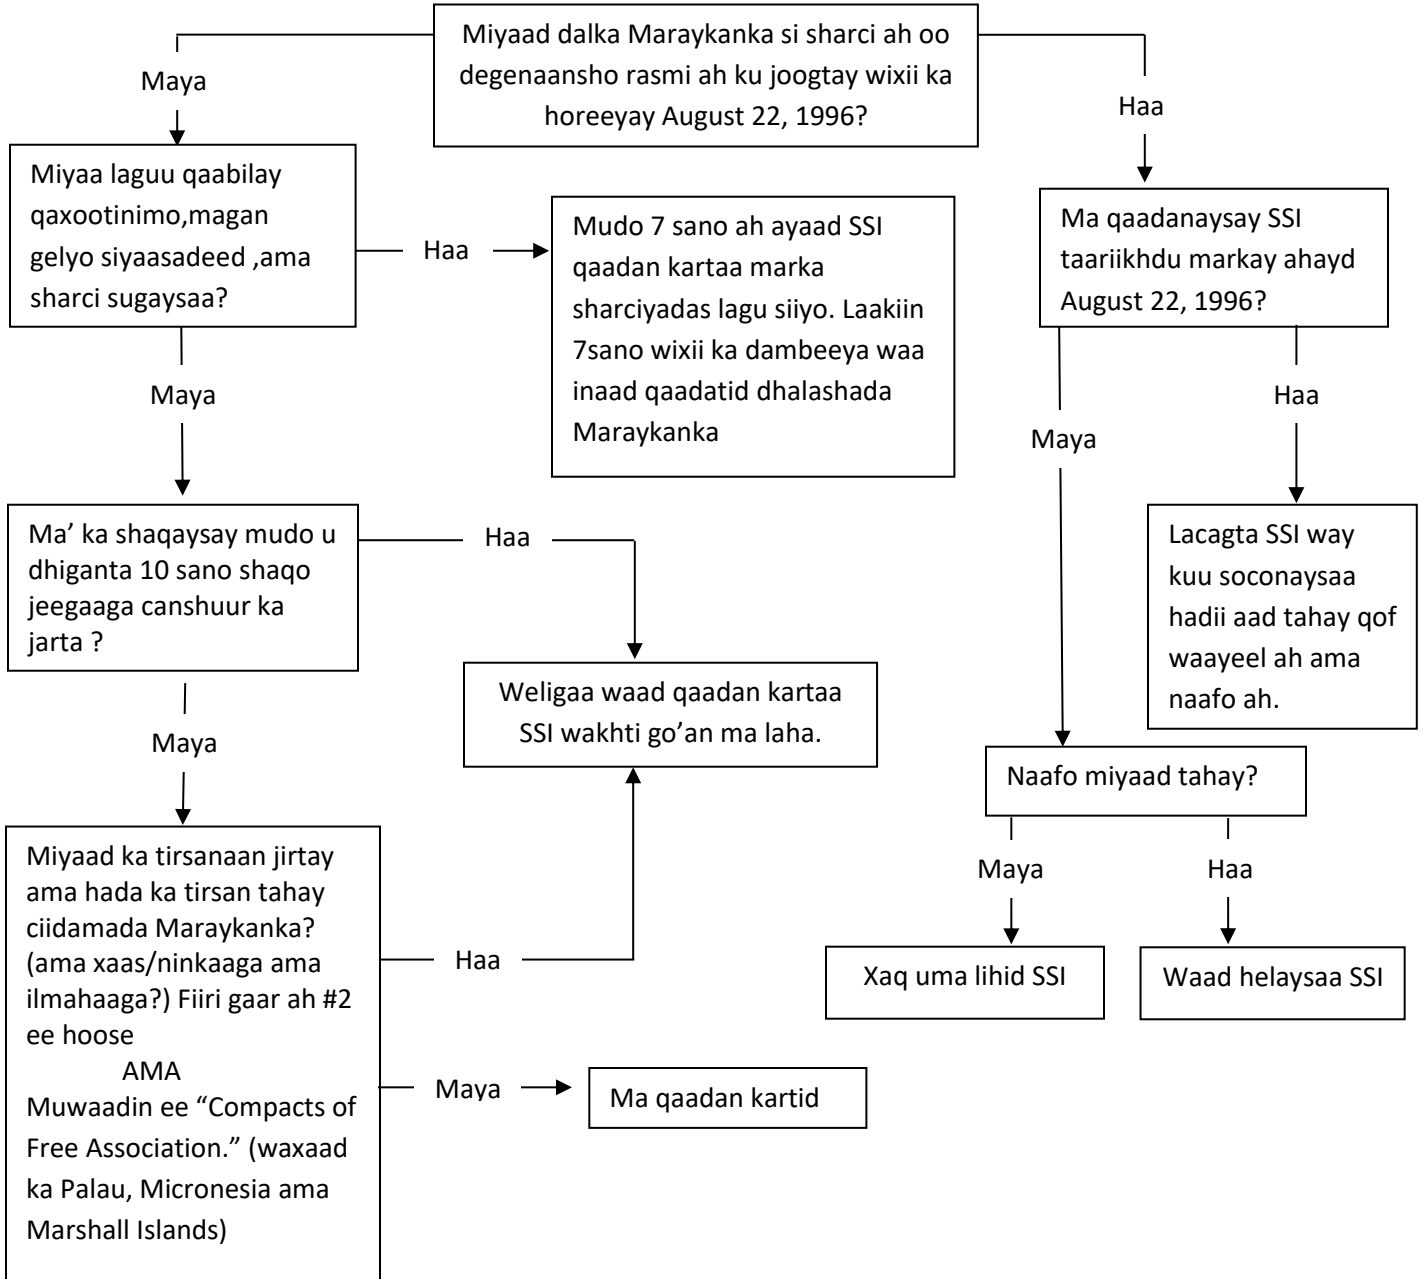 Miyaad dalka Maraykanka si sharci ah oo
degenaansho rasmi ah ku joogtay wixii ka
horeeyay August 22, 1996?
Maya
Haa
Miyaa laguu qaabilay
qaxootinimo,magan
gelyo siyaasadeed ,ama
sharci sugaysaa?
Haa
Mudo 7 sano ah ayaad SSI
qaadan kartaa marka
sharciyadas lagu siiyo. Laakiin
7sano wixii ka dambeeya waa
inaad qaadatid dhalashada
Maraykanka
Ma qaadanaysay SSI
taariikhdu markay ahayd
August 22, 1996?
Maya
Maya
Haa
Ma’ ka shaqaysay mudo u
dhiganta 10 sano shaqo
jeegaaga canshuur ka
jarta ?
Haa
Lacagta SSI way
kuu soconaysaa
hadii aad tahay qof
waayeel ah ama
naafo ah.
Weligaa waad qaadan kartaa
SSI wakhti go’an ma laha.
Maya
Naafo miyaad tahay?
Maya
Haa
Miyaad ka tirsanaan jirtay
ama hada ka tirsan tahay
ciidamada Maraykanka?
(ama xaas/ninkaaga ama
ilmahaaga?) Fiiri gaar ah #2
ee hoose
AMA
Muwaadin ee “Compacts of
Free Association.” (waxaad
ka Palau, Micronesia ama
Marshall Islands)
Haa
Xaq uma lihid SSI
Waad helaysaa SSI
Maya
Ma qaadan kartid